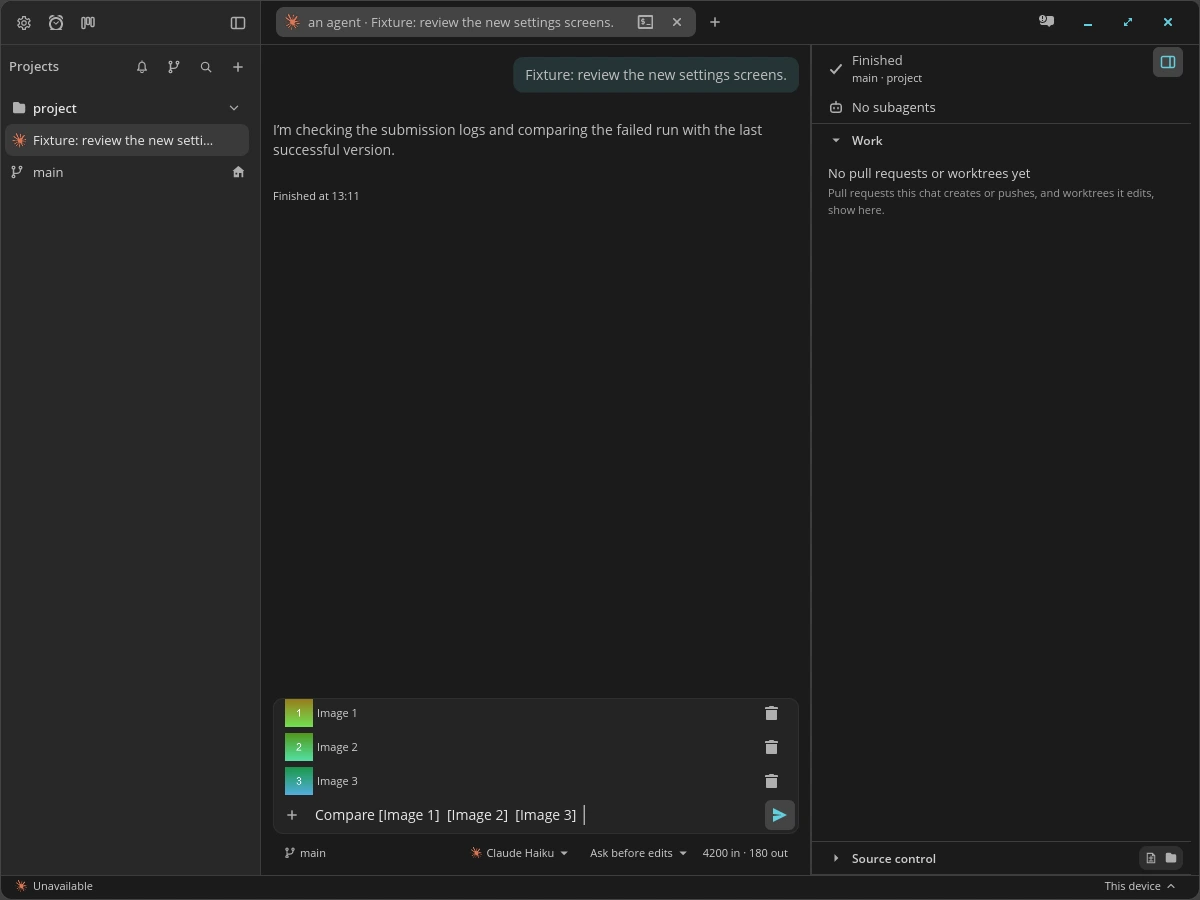 an agent · Fixture: review the new settings screens.
Projects
project
Fixture: review the new setti...
main
Fixture: review the new settings screens.
I'm checking the submission logs and comparing the failed run with the last
successful version.
Finished at 13:11
Finished
main · project
No subagents
Work
No pull requests or worktrees yet
Pull requests this chat creates or pushes, and worktrees it edits,
show here.
1 Image 1
2 Image 2
3 Image 3
Compare [Image 1] [Image 2] [Image 3]
main
Claude Haiku
Ask before edits
4200 in · 180 out
Source control
Unavailable
This device